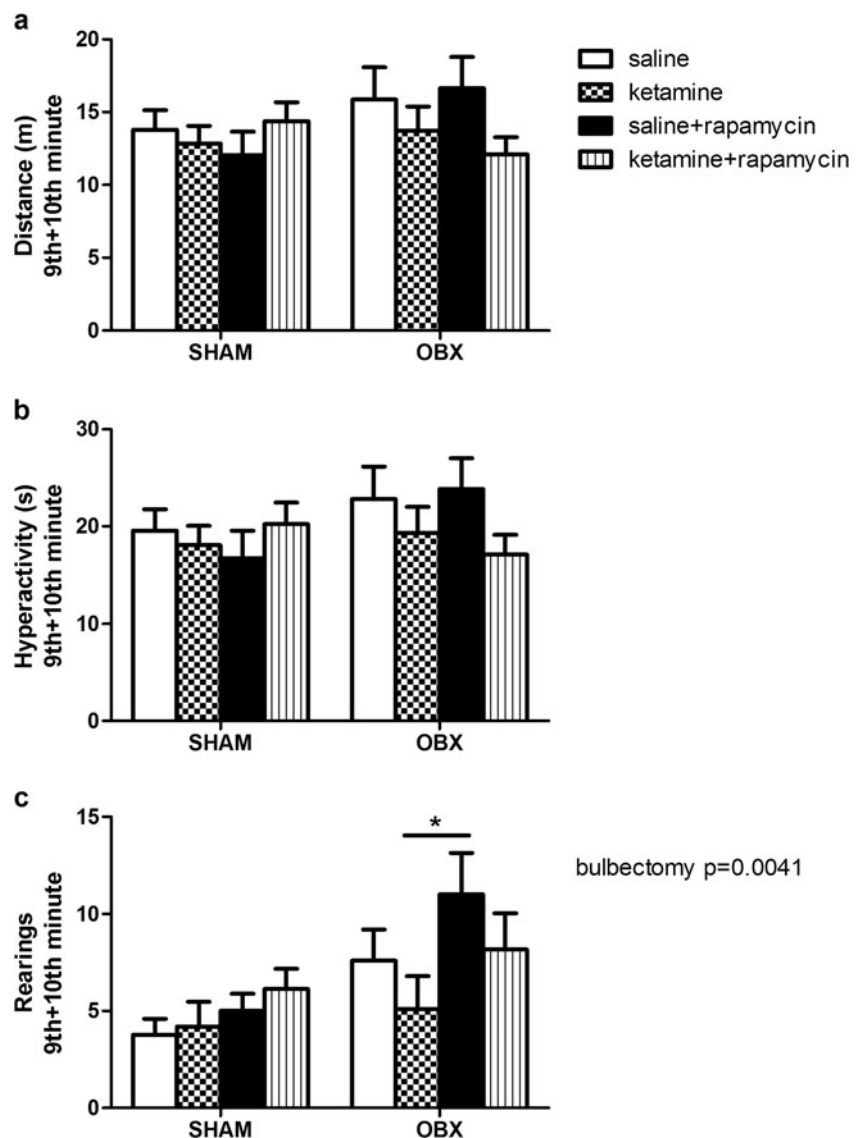 a
20
15
10
5
0
Distance (m)
9th+10th minute
SHAM
OBX
saline
ketamine
saline+rapamycin
ketamine+rapamycin
b
30
20
10
0
Hyperactivity (s)
9th+10th minute
SHAM
OBX
c
15
10
5
0
Rearings
9th+10th minute
*
SHAM
OBX
bulbectomy p=0.0041